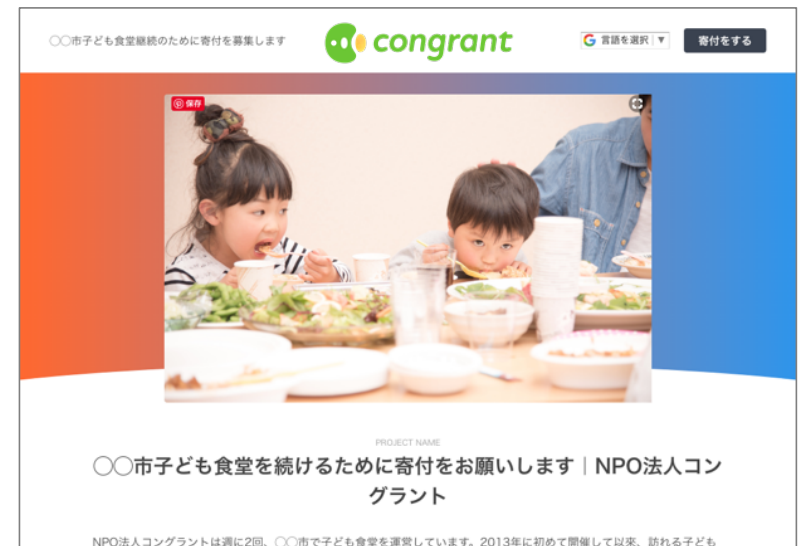 〇〇市子ども食堂継続のために寄付を募集します
congrant
G 言語を選択 | ▼
寄付をする
保存
PROJECT NAME
〇〇市子ども食堂を続けるために寄付をお願いします｜NPO法人コン
グラント
NPO法人コングラントは週に2回、〇〇市で子ども食堂を運営しています。2013年に初めて開催して以来、訪れる子ども